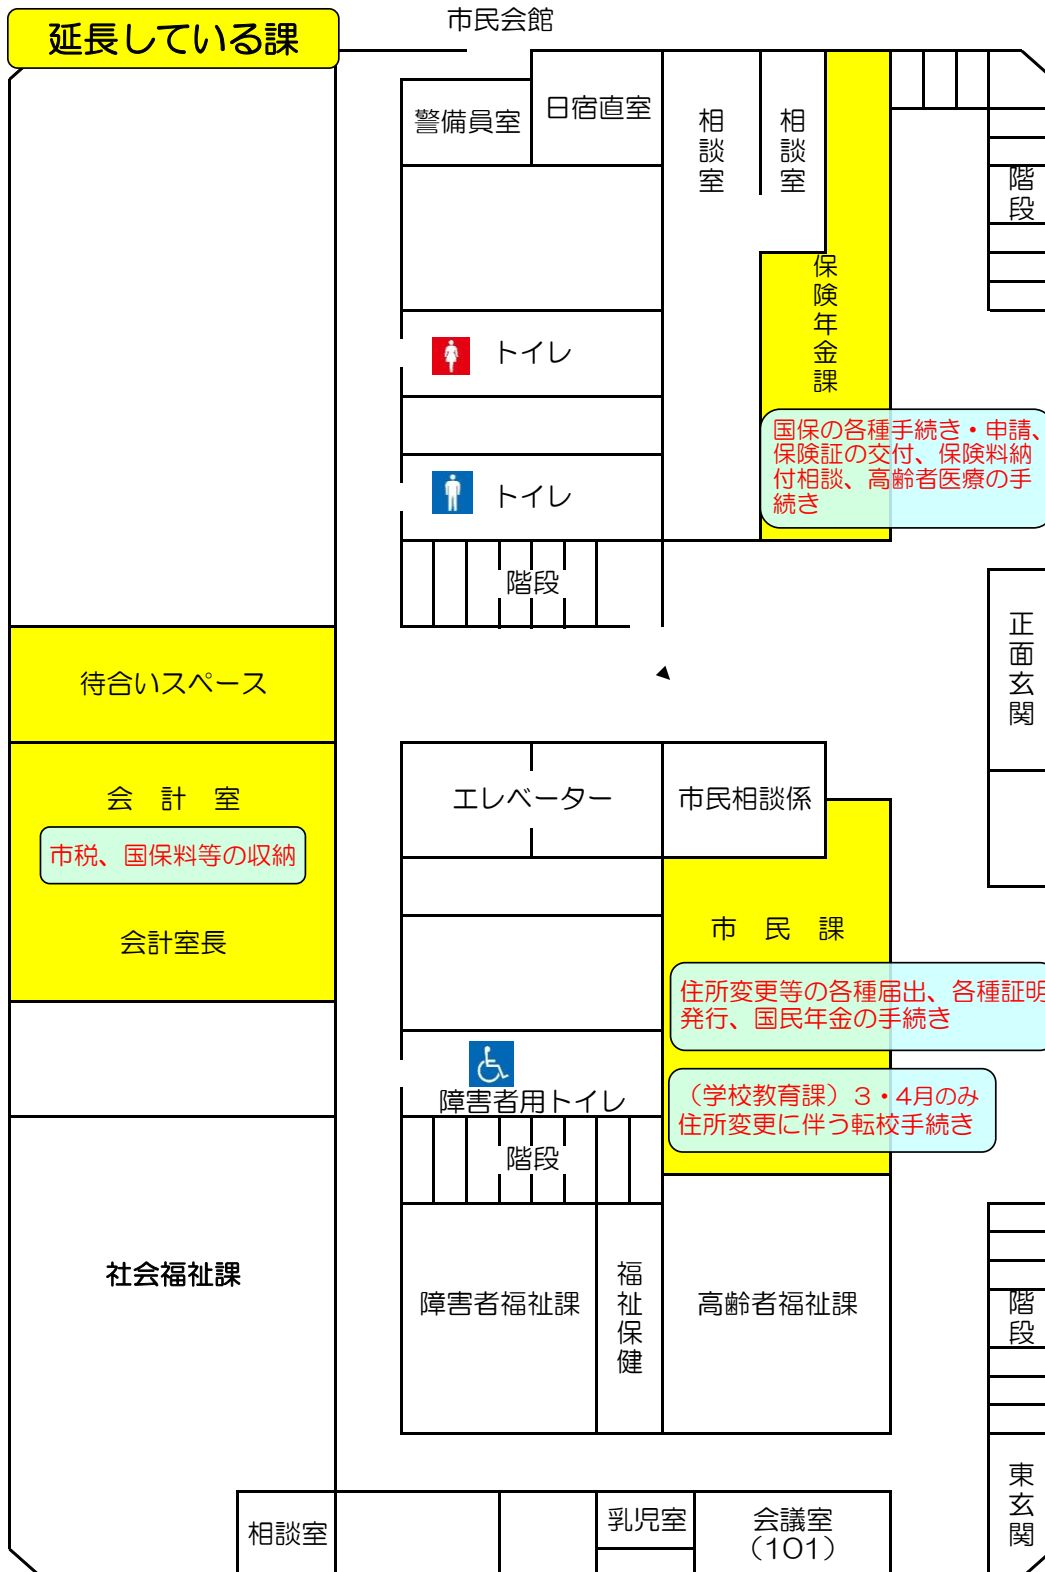 市民会館
延長している課
警備員室
日宿直室
相談室
相談室
階段
保険年金課
トイレ
国保の各種手続き・申請、
保険証の交付、保険料納
付相談、高齢者医療の手
続き
トイレ
階段
正面玄関
待合いスペース
会計室
エレベーター
市民相談係
市税、国保料等の収納
会計室長
市民課
住所変更等の各種届出、各種証明
発行、国民年金の手続き
障害者用トイレ
（学校教育課）３・４月のみ
住所変更に伴う転校手続き
階段
社会福祉課
障害者福祉課
福祉保健
高齢者福祉課
階段
東玄関
相談室
乳児室
会議室
（101）